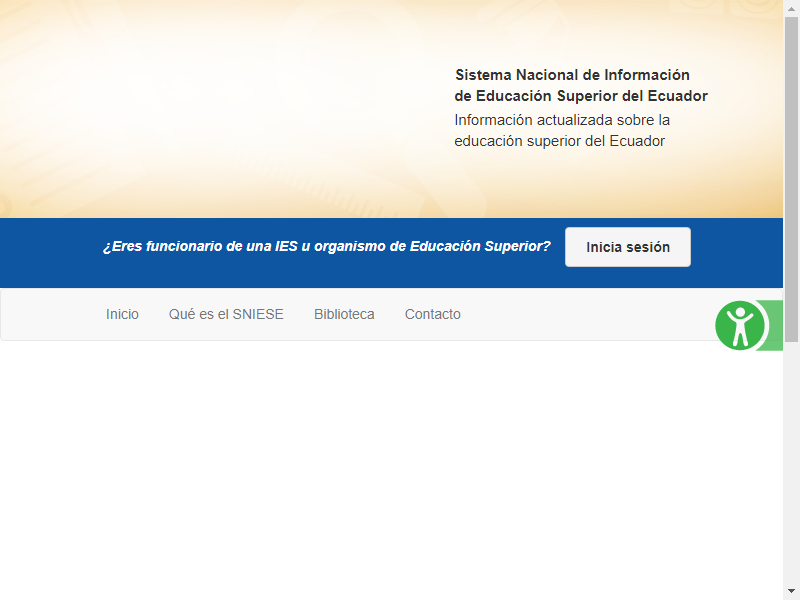 Sistema Nacional de Información
de Educación Superior del Ecuador
Información actualizada sobre la
educación superior del Ecuador
¿Eres funcionario de una IES u organismo de Educación Superior? Inicia sesión
Inicio Qué es el SNIESE Biblioteca Contacto